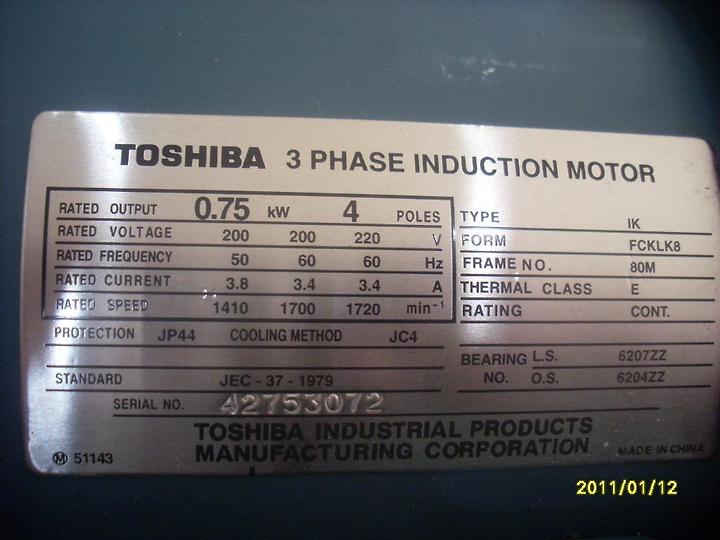 TOSHIBA 3 PHASE INDUCTION MOTOR
RATED OUTPUT 0.75 kW 4 POLES
RATED VOLTAGE 200 200 220 V
RATED FREQUENCY 50 60 60 Hz
RATED CURRENT 3.8 3.4 3.4 A
RATED SPEED 1410 1700 1720 min-1
TYPE IK
FORM FCKLK8
FRAME NO. 80M
THERMAL CLASS E
RATING CONT.
PROTECTION JP44 COOLING METHOD JC4
BEARING L.S. 6207ZZ
NO. O.S. 6204ZZ
STANDARD JEC-37-1979
SERIAL NO. 42753072
TOSHIBA INDUSTRIAL PRODUCTS
MANUFACTURING CORPORATION
Ⓜ 51143
MADE IN CHINA
2011/01/12